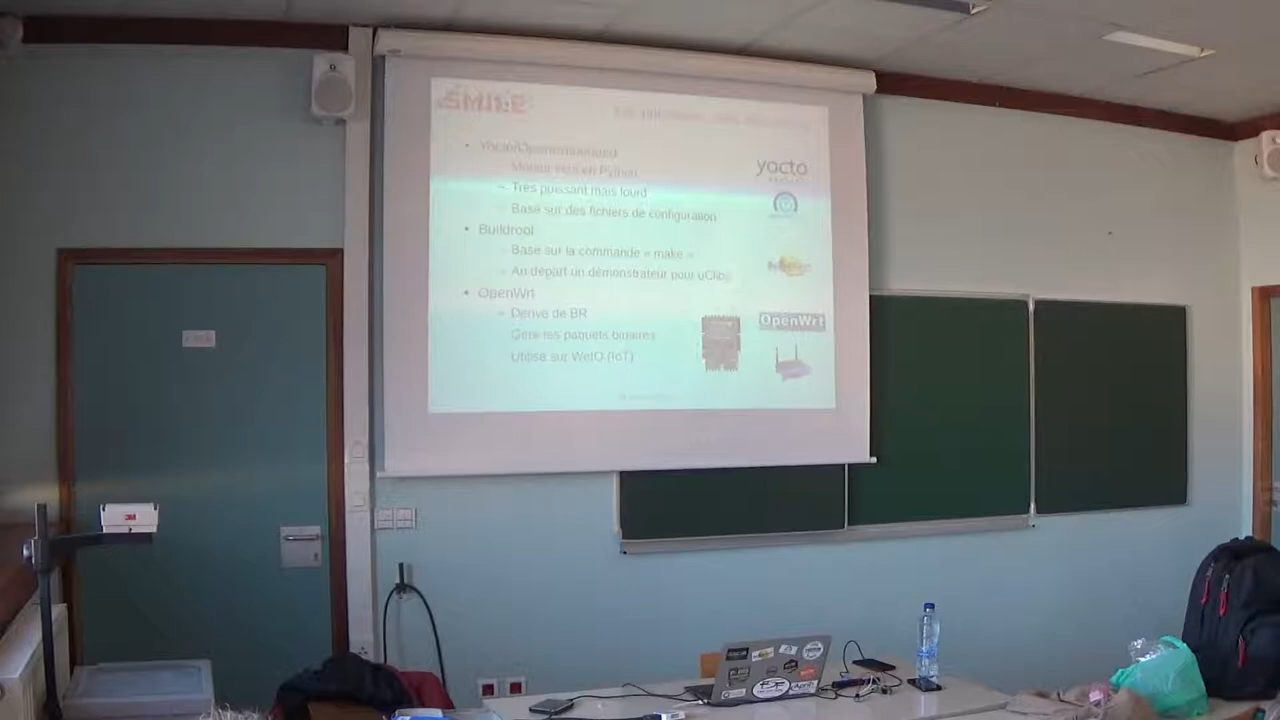 SMILE
Yocto/OpenEmbedded
Moteur écrit en Python
– Très puissant mais lourd
– Basé sur des fichiers de configuration
• Buildroot
– Basé sur la commande « make »
– Au départ un démonstrateur pour uClibc
• OpenWrt
– Dérivé de BR
Gère les paquets binaires
Utilisé sur WeIO (IoT)
yocto
OpenWrt
3M